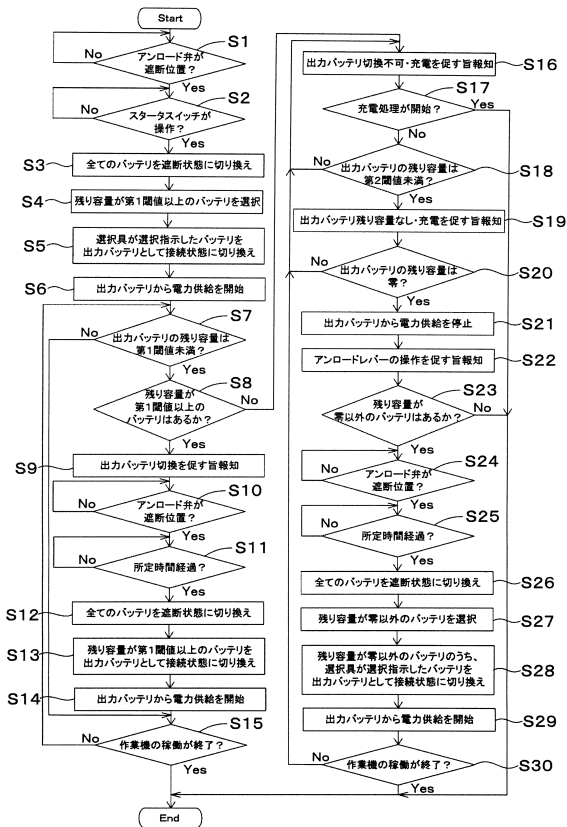 Start
S1
アンロード弁が
遮断位置？
No
Yes
S2
スタータスイッチが
操作？
No
Yes
S3
全てのバッテリを遮断状態に切り換え
S4
残り容量が第1閾値以上のバッテリを選択
S5
選択具が選択指示したバッテリを
出力バッテリとして接続状態に切り換え
S6
出力バッテリから電力供給を開始
S7
出力バッテリの残り容量は
第1閾値未満？
No
Yes
S8
残り容量が
第1閾値以上の
バッテリはあるか？
No
Yes
S9
出力バッテリ切換を促す旨報知
S10
アンロード弁が
遮断位置？
No
Yes
S11
所定時間経過？
No
Yes
S12
全てのバッテリを遮断状態に切り換え
S13
残り容量が第1閾値以上のバッテリを
出力バッテリとして接続状態に切り換え
S14
出力バッテリから電力供給を開始
S15
作業機の稼働が終了？
No
Yes
End
S16
出力バッテリ切換不可・充電を促す旨報知
S17
充電処理が開始？
Yes
No
S18
出力バッテリの残り容量は
第2閾値未満？
No
Yes
S19
出力バッテリ残り容量なし・充電を促す旨報知
S20
出力バッテリの残り容量は
零？
No
Yes
S21
出力バッテリから電力供給を停止
S22
アンロードレバーの操作を促す旨報知
S23
残り容量が
零以外のバッテリはあるか？
No
Yes
S24
アンロード弁が
遮断位置？
No
Yes
S25
所定時間経過？
No
Yes
S26
全てのバッテリを遮断状態に切り換え
S27
残り容量が零以外のバッテリを選択
S28
残り容量が零以外のバッテリのうち、
選択具が選択指示したバッテリを
出力バッテリとして接続状態に切り換え
S29
出力バッテリから電力供給を開始
S30
作業機の稼働が終了？
No
Yes